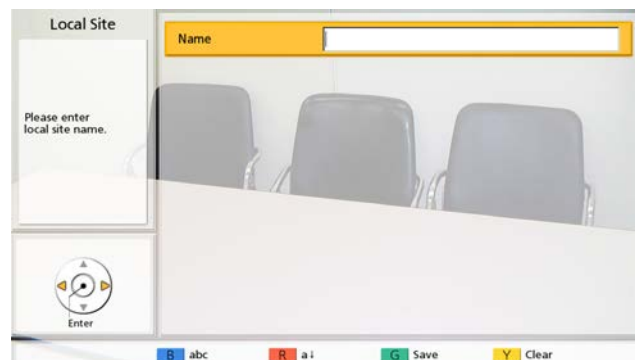 Local Site
Name
Please enter
local site name.
Enter
B abc R a↓ G Save Y Clear